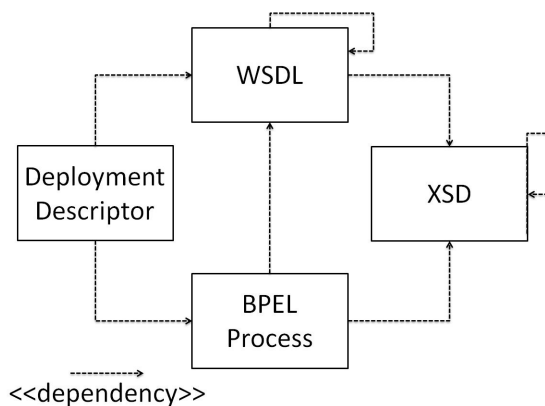 WSDL
Deployment
Descriptor
XSD
BPEL
Process
<<dependency>>